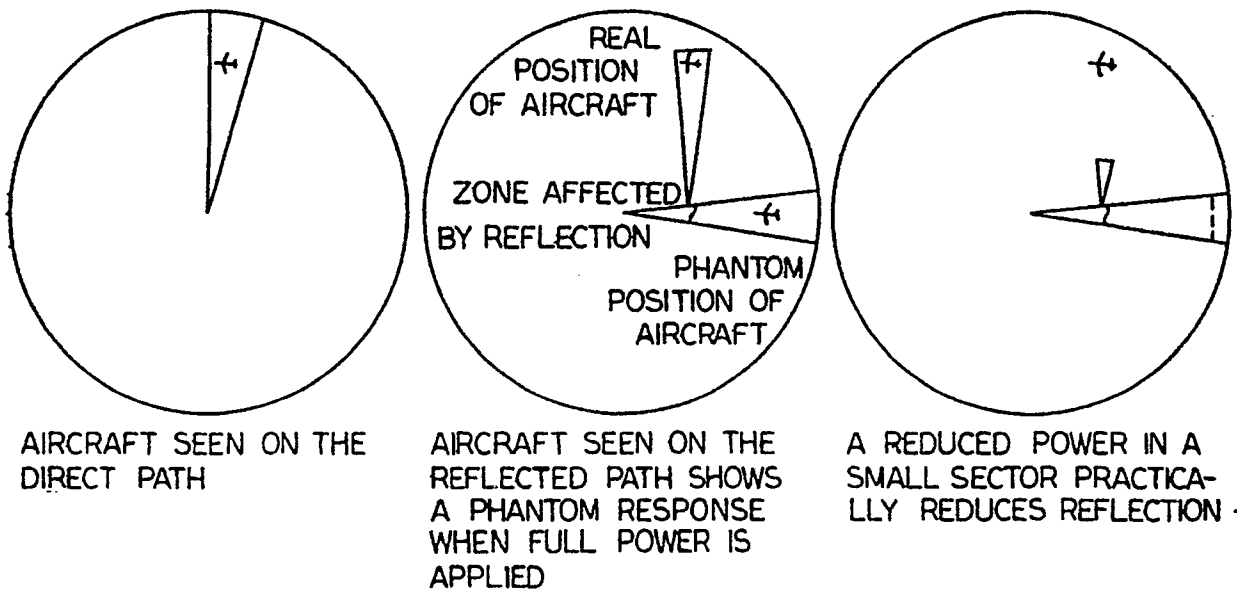 REAL
POSITION
OF AIRCRAFT
ZONE AFFECTED
BY REFLECTION
PHANTOM
POSITION OF
AIRCRAFT
AIRCRAFT SEEN ON THE
DIRECT PATH
AIRCRAFT SEEN ON THE
REFLECTED PATH SHOWS
A PHANTOM RESPONSE
WHEN FULL POWER IS
APPLIED
A REDUCED POWER IN A
SMALL SECTOR PRACTICA-
LLY REDUCES REFLECTION